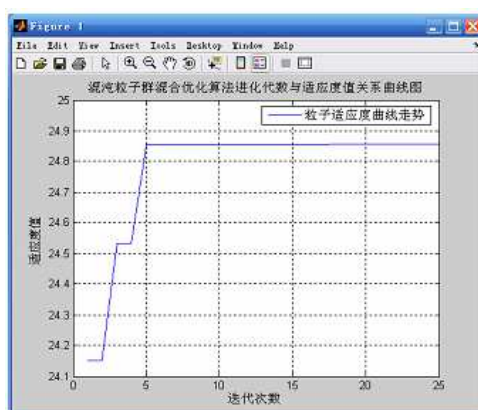 Figure 1
File Edit View Insert Tools Desktop Window Help
混沌粒子群混合优化算法进化代数与适应度值关系曲线图
粒子适应度曲线走势
25
24.9
24.8
24.7
24.6
24.5
24.4
24.3
24.2
24.1
适应度值
0 5 10 15 20 25
迭代次数